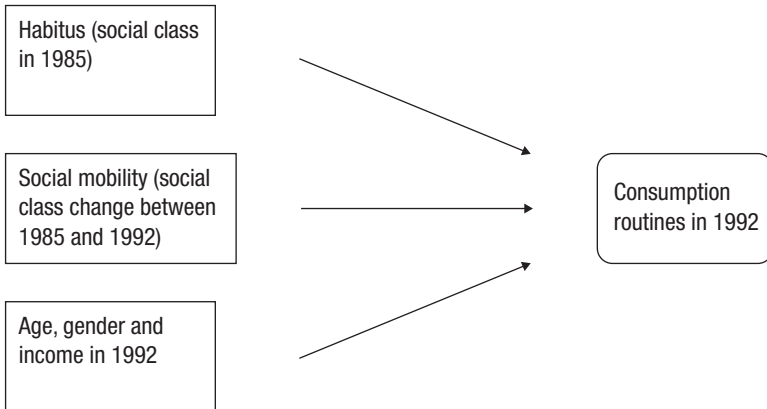 Habitus (social class
in 1985)
Social mobility (social
class change between
1985 and 1992)
Age, gender and
income in 1992
Consumption
routines in 1992